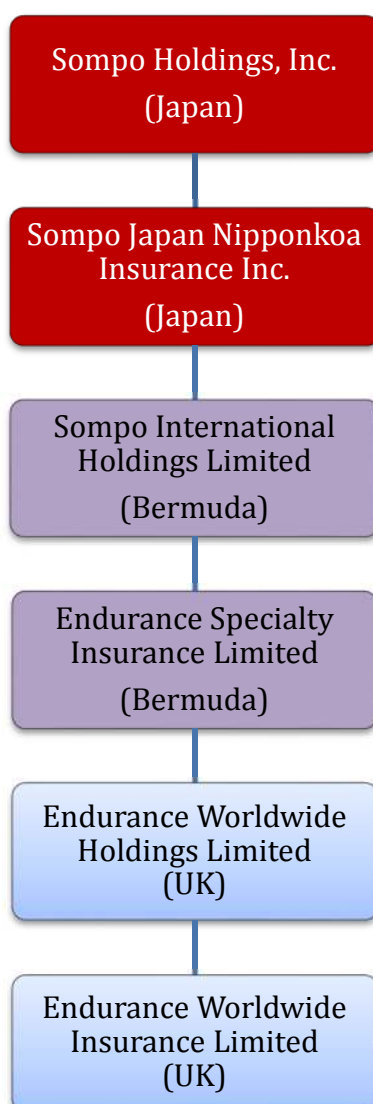 Sompo Holdings, Inc.
(Japan)
Sompo Japan Nipponkoa
Insurance Inc.
(Japan)
Sompo International
Holdings Limited
(Bermuda)
Endurance Specialty
Insurance Limited
(Bermuda)
Endurance Worldwide
Holdings Limited
(UK)
Endurance Worldwide
Insurance Limited
(UK)